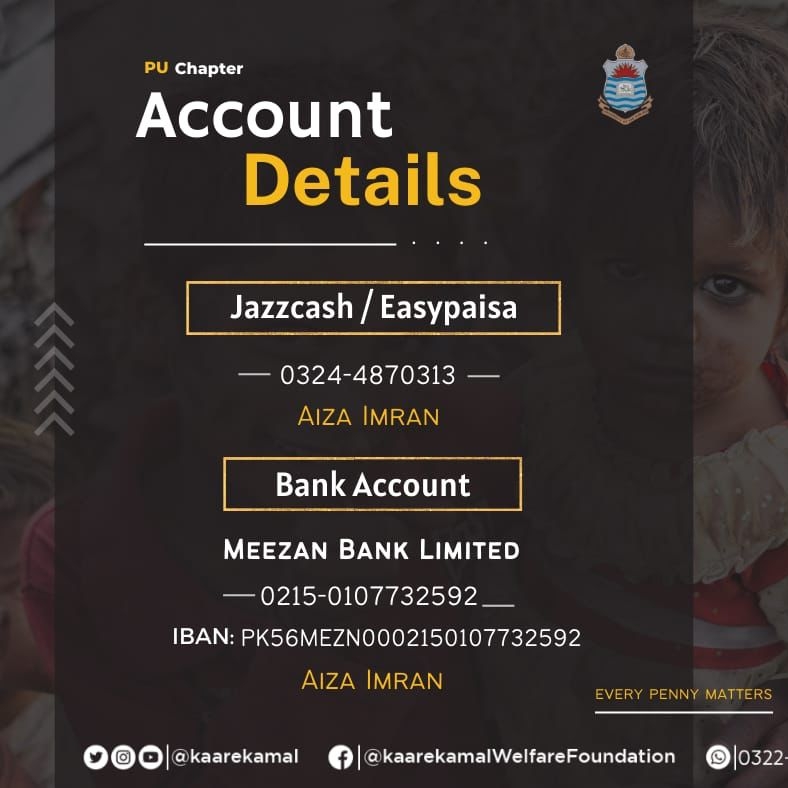 PU Chapter
Account
Details
Jazzcash / Easypaisa
0324-4870313
AIZA IMRAN
Bank Account
MEEZAN BANK LIMITED
0215-0107732592
IBAN: PK56MEZN0002150107732592
AIZA IMRAN
EVERY PENNY MATTERS
@kaarekamal @kaarekamalWelfareFoundation 0322-